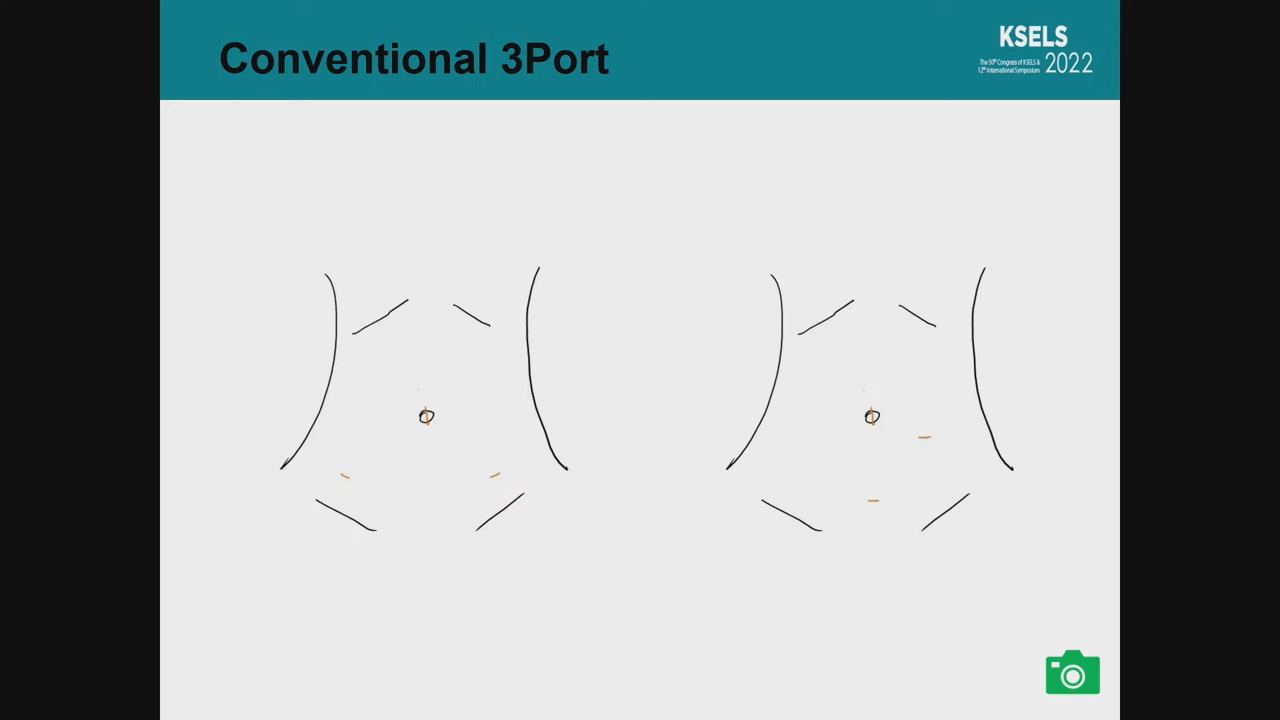 Conventional 3Port
KSELS
The 50th Congress of KSELS &
12th International Symposium
2022